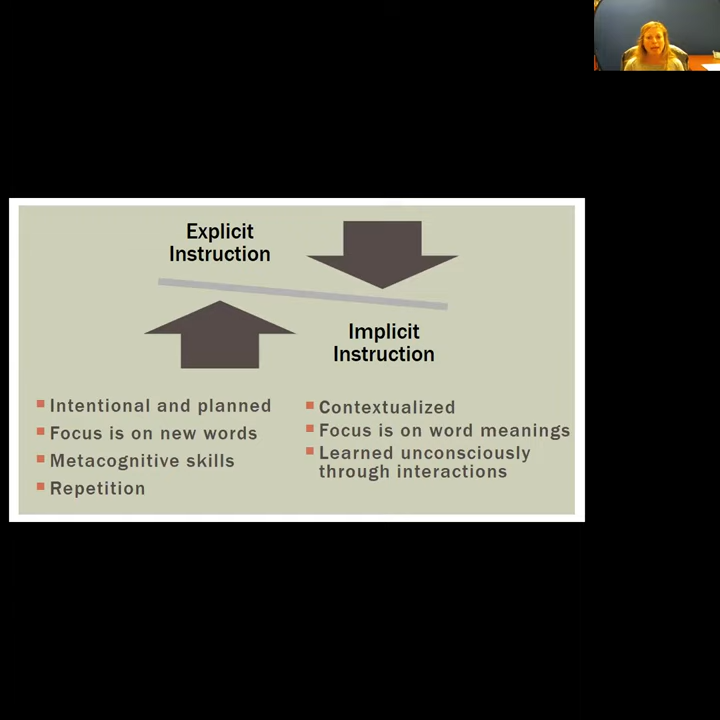 Explicit
Instruction
Implicit
Instruction
Intentional and planned
Focus is on new words
Metacognitive skills
Repetition
Contextualized
Focus is on word meanings
Learned unconsciously
through interactions